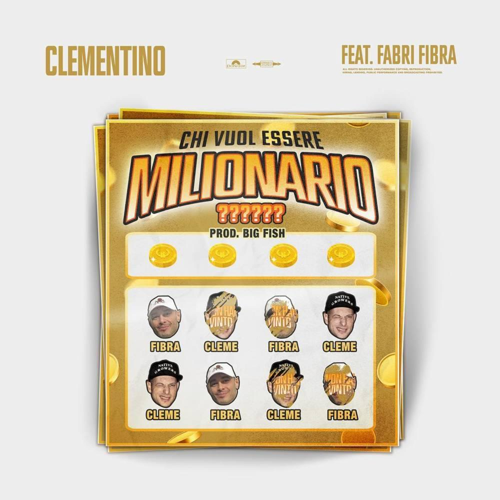 CLEMENTINO
FEAT. FABRI FIBRA
CHI VUOL ESSERE
MILIONARIO
??????
PROD. BIG FISH
FIBRA CLEME FIBRA CLEME
CLEME FIBRA CLEME FIBRA